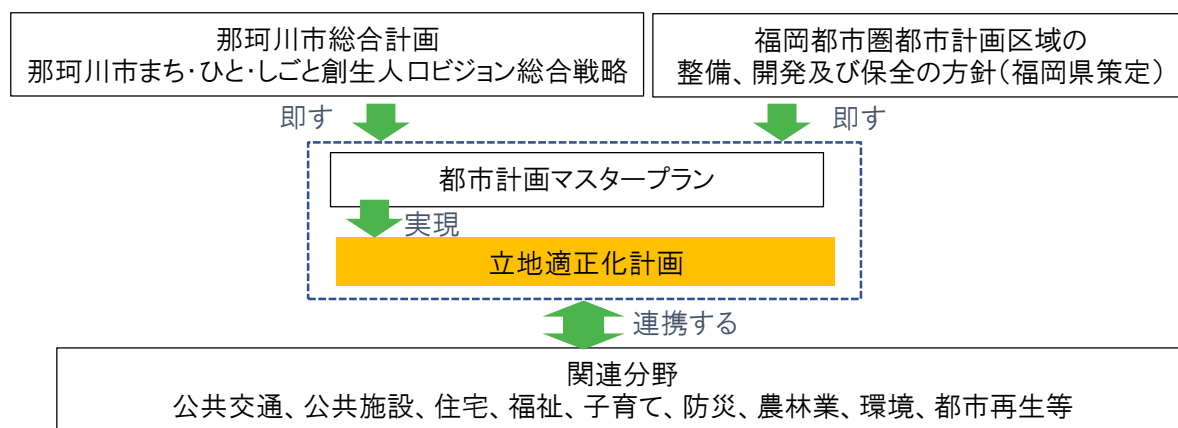 那珂川市総合計画
那珂川市まち・ひと・しごと創生人口ビジョン総合戦略
福岡都市圏都市計画区域の
整備、開発及び保全の方針（福岡県策定）
即す
即す
都市計画マスタープラン
実現
立地適正化計画
連携する
関連分野
公共交通、公共施設、住宅、福祉、子育て、防災、農林業、環境、都市再生等